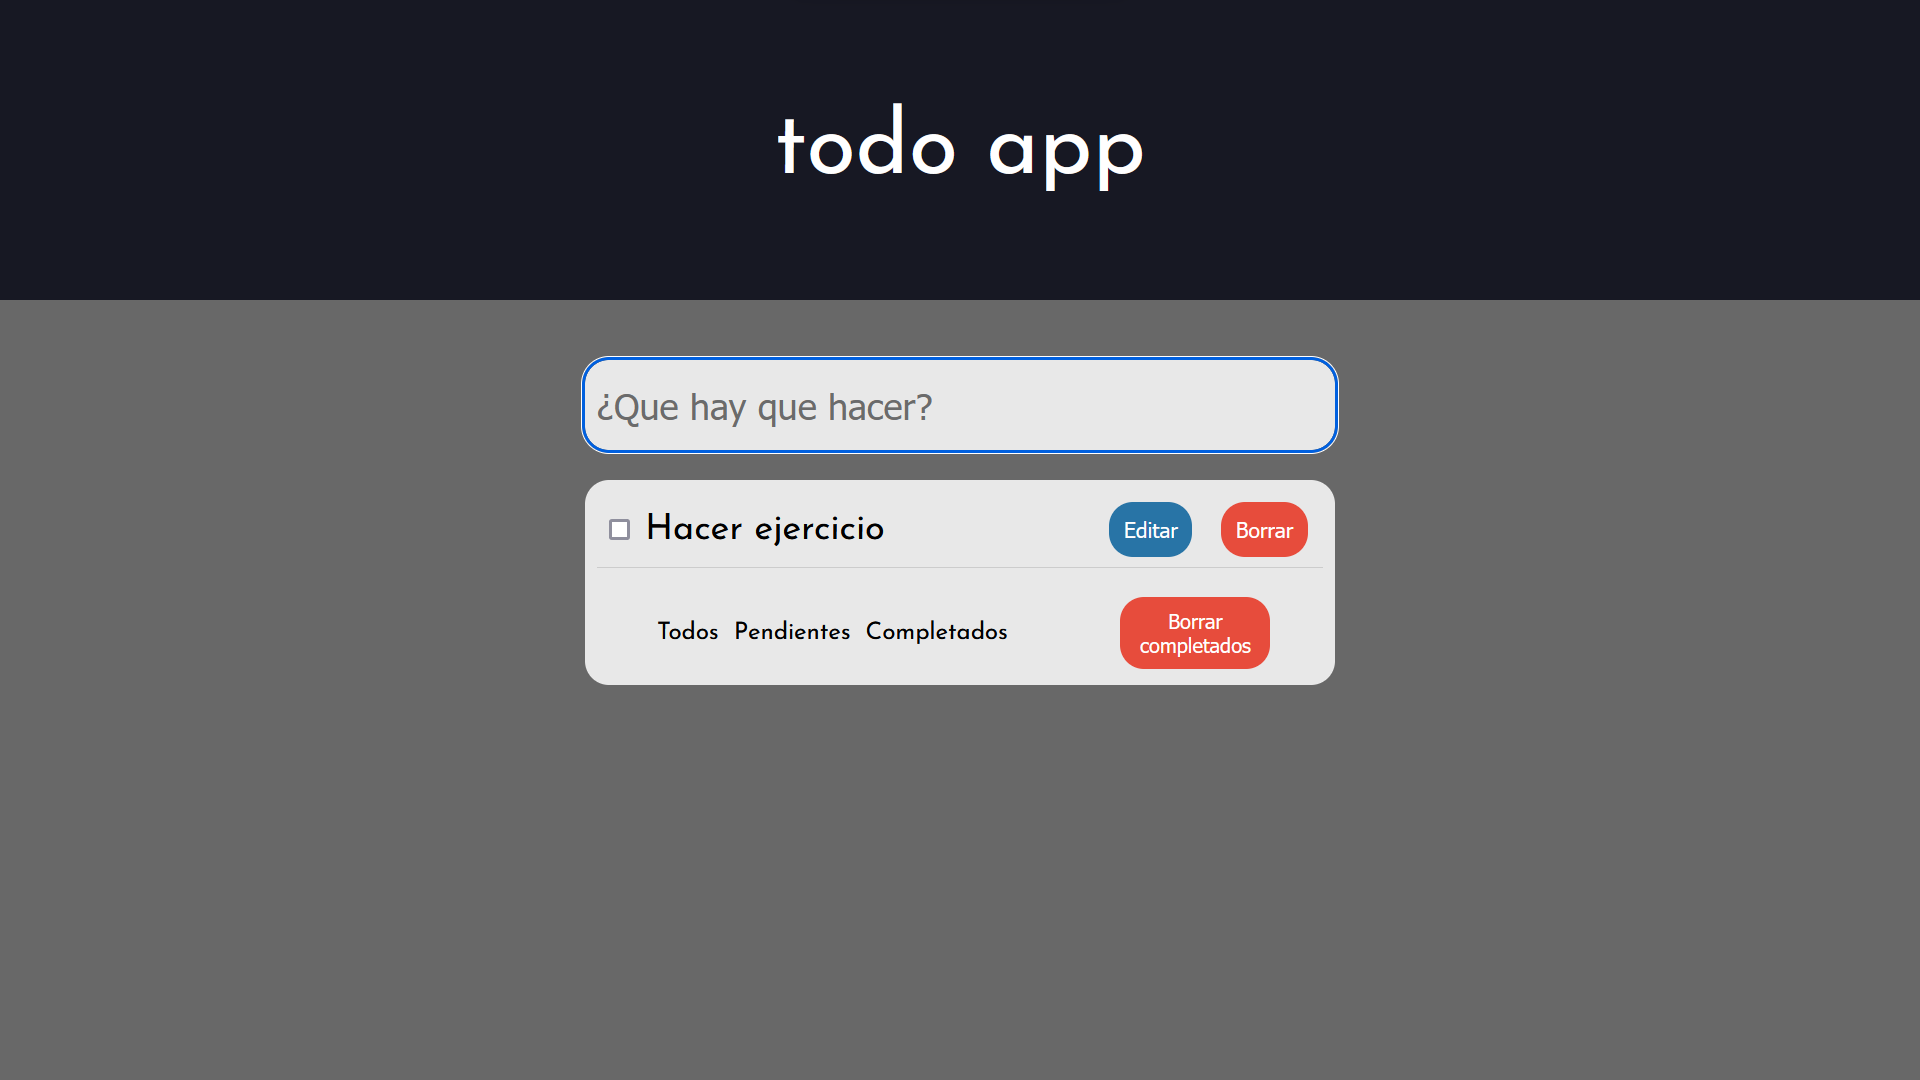 todo app
¿Que hay que hacer?
Hacer ejercicio Editar Borrar
Todos Pendientes Completados Borrar
completados